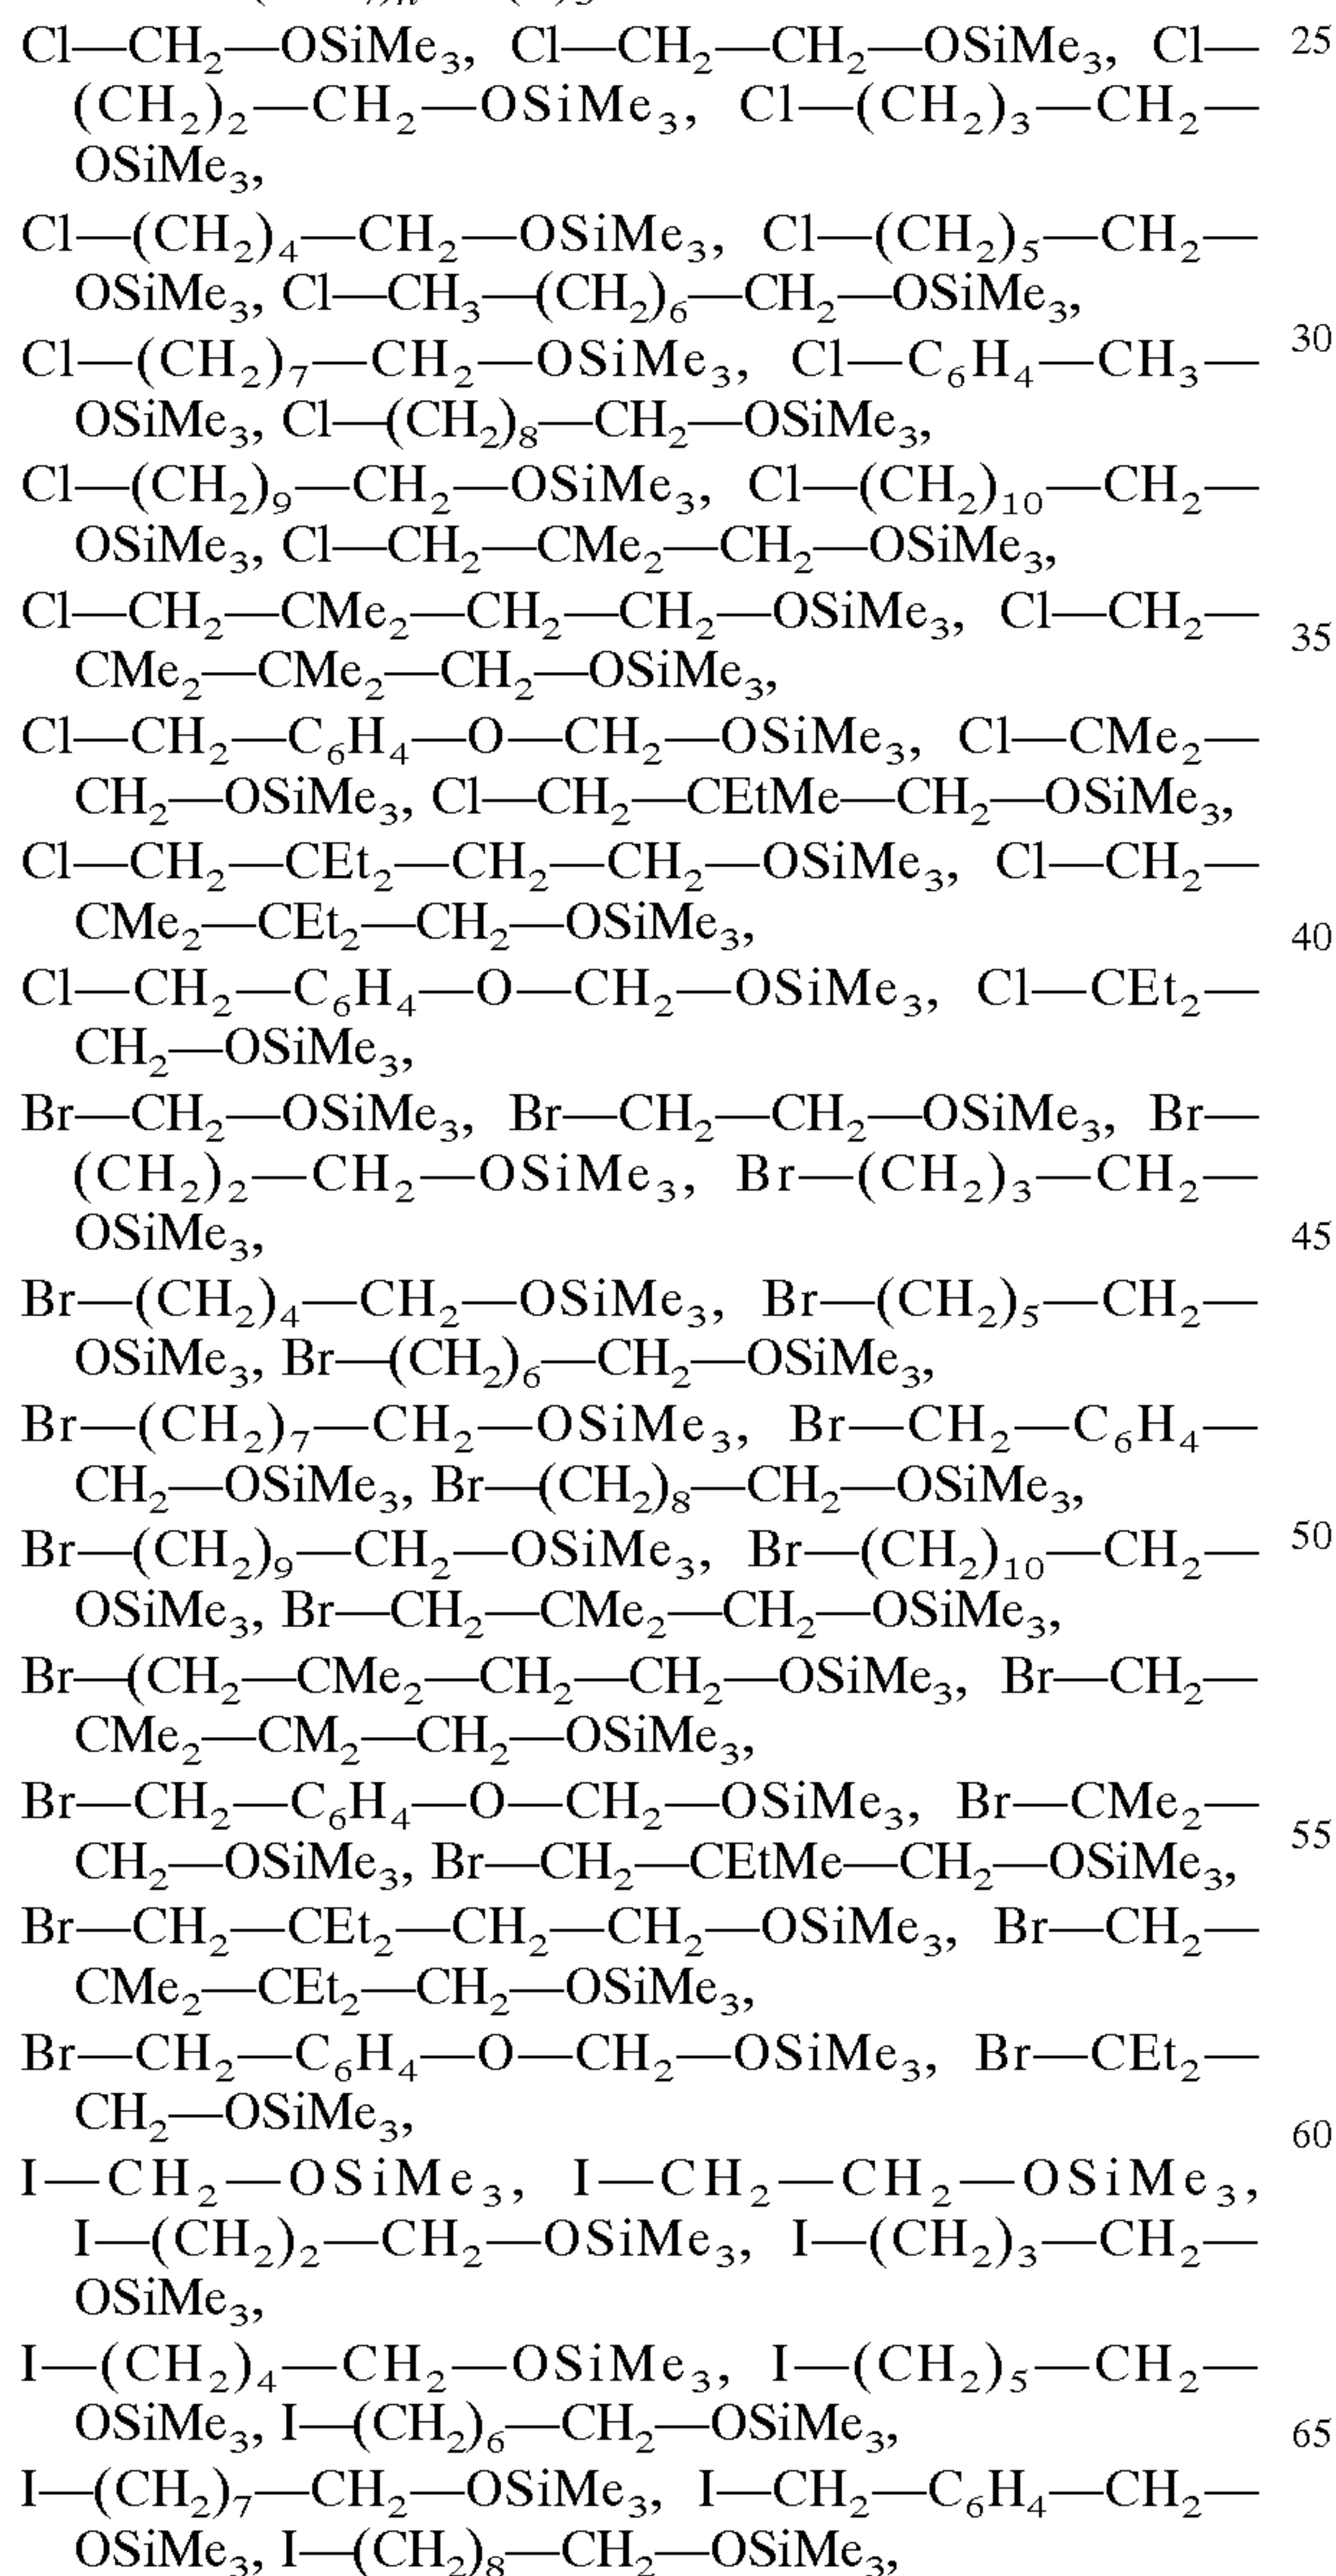 Cl—CH₂—OSiMe₃, Cl—CH₂—CH₂—OSiMe₃, Cl— 25
(CH₂)₂—CH₂—OSiMe₃, Cl—(CH₂)₃—CH₂—
OSiMe₃,
Cl—(CH₂)₄—CH₂—OSiMe₃, Cl—(CH₂)₅—CH₂—
OSiMe₃, Cl—CH₃—(CH₂)₆—CH₂—OSiMe₃,
30
Cl—(CH₂)₇—CH₂—OSiMe₃, Cl—C₆H₄—CH₃—
OSiMe₃, Cl—(CH₂)₈—CH₂—OSiMe₃,
Cl—(CH₂)₉—CH₂—OSiMe₃, Cl—(CH₂)₁₀—CH₂—
OSiMe₃, Cl—CH₂—CMe₂—CH₂—OSiMe₃,
Cl—CH₂—CMe₂—CH₂—CH₂—OSiMe₃, Cl—CH₂— 35
CMe₂—CMe₂—CH₂—OSiMe₃,
Cl—CH₂—C₆H₄—O—CH₂—OSiMe₃, Cl—CMe₂—
CH₂—OSiMe₃, Cl—CH₂—CEtMe—CH₂—OSiMe₃,
Cl—CH₂—CEt₂—CH₂—CH₂—OSiMe₃, Cl—CH₂—
CMe₂—CEt₂—CH₂—OSiMe₃, 40
Cl—CH₂—C₆H₄—O—CH₂—OSiMe₃, Cl—CEt₂—
CH₂—OSiMe₃,
Br—CH₂—OSiMe₃, Br—CH₂—CH₂—OSiMe₃, Br—
(CH₂)₂—CH₂—OSiMe₃, Br—(CH₂)₃—CH₂—
OSiMe₃, 45
Br—(CH₂)₄—CH₂—OSiMe₃, Br—(CH₂)₅—CH₂—
OSiMe₃, Br—(CH₂)₆—CH₂—OSiMe₃,
Br—(CH₂)₇—CH₂—OSiMe₃, Br—CH₂—C₆H₄—
CH₂—OSiMe₃, Br—(CH₂)₈—CH₂—OSiMe₃,
Br—(CH₂)₉—CH₂—OSiMe₃, Br—(CH₂)₁₀—CH₂— 50
OSiMe₃, Br—CH₂—CMe₂—CH₂—OSiMe₃,
Br—(CH₂—CMe₂—CH₂—CH₂—OSiMe₃, Br—CH₂—
CMe₂—CM₂—CH₂—OSiMe₃,
Br—CH₂—C₆H₄—O—CH₂—OSiMe₃, Br—CMe₂— 55
CH₂—OSiMe₃, Br—CH₂—CEtMe—CH₂—OSiMe₃,
Br—CH₂—CEt₂—CH₂—CH₂—OSiMe₃, Br—CH₂—
CMe₂—CEt₂—CH₂—OSiMe₃,
Br—CH₂—C₆H₄—O—CH₂—OSiMe₃, Br—CEt₂—
CH₂—OSiMe₃, 60
I—CH₂—OSiMe₃, I—CH₂—CH₂—OSiMe₃,
I—(CH₂)₂—CH₂—OSiMe₃, I—(CH₂)₃—CH₂—
OSiMe₃,
I—(CH₂)₄—CH₂—OSiMe₃, I—(CH₂)₅—CH₂—
OSiMe₃, I—(CH₂)₆—CH₂—OSiMe₃, 65
I—(CH₂)₇—CH₂—OSiMe₃, I—CH₂—C₆H₄—CH₂—
OSiMe₃, I—(CH₂)₈—CH₂—OSiMe₃,